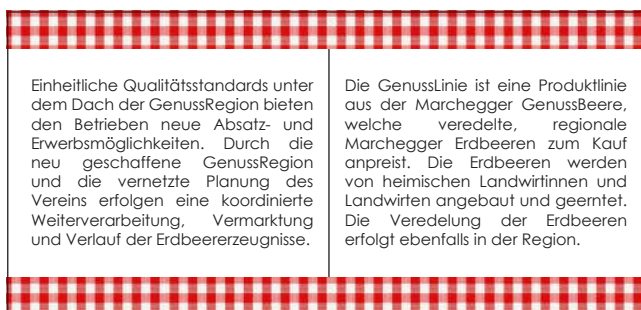 Einheitliche Qualitätsstandards unter
dem Dach der GenussRegion bieten
den Betrieben neue Absatz- und
Erwerbsmöglichkeiten. Durch die
neu geschaffene GenussRegion
und die vernetzte Planung des
Vereins erfolgen eine koordinierte
Weiterverarbeitung, Vermarktung
und Verlauf der Erdbeererzeugnisse.
Die GenussLinie ist eine Produktlinie
aus der Marchegger GenussBeere,
welche veredelte, regionale
Marchegger Erdbeeren zum Kauf
anpreist. Die Erdbeeren werden
von heimischen Landwirtinnen und
Landwirten angebaut und geerntet.
Die Veredelung der Erdbeeren
erfolgt ebenfalls in der Region.